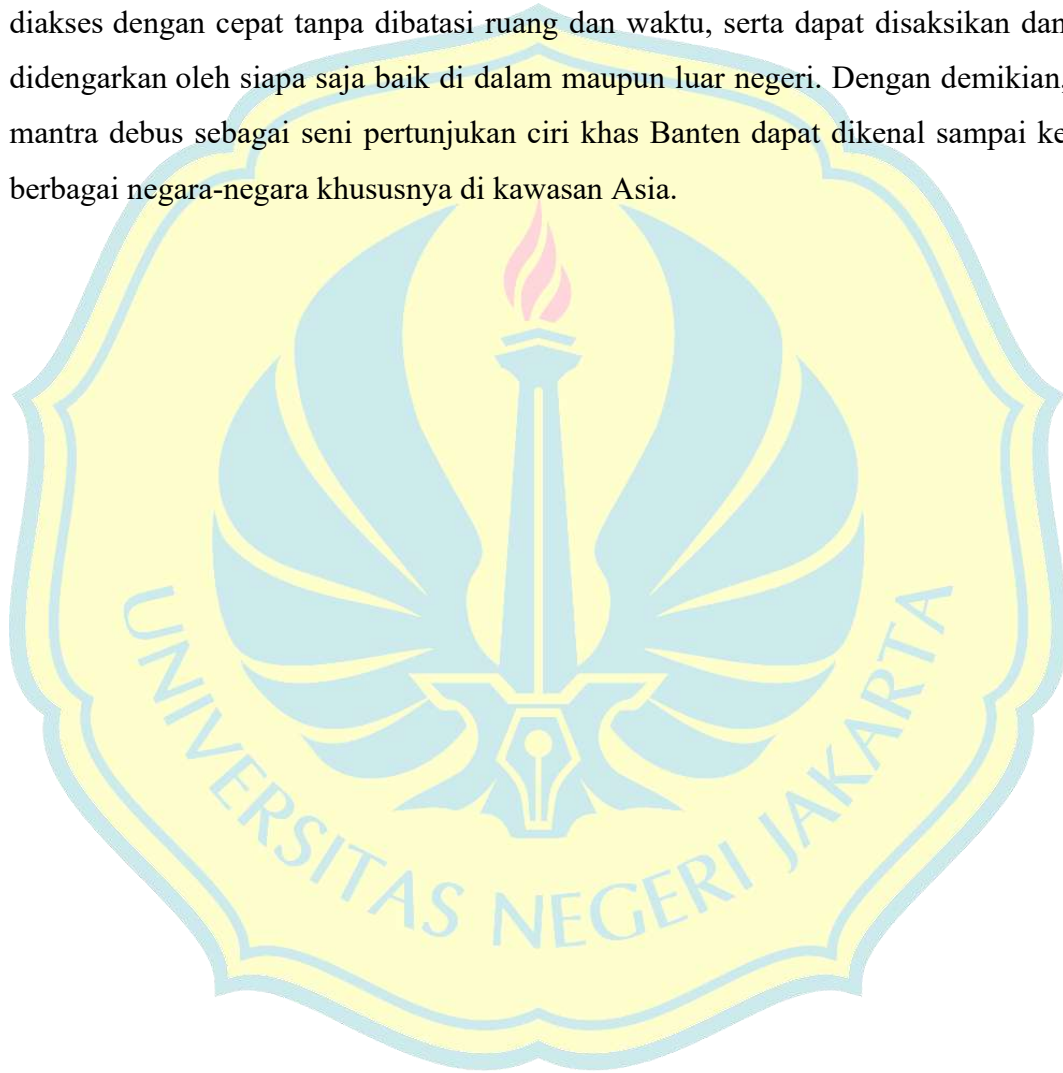 diakses dengan cepat tanpa dibatasi ruang dan waktu, serta dapat disaksikan dan
didengarkan oleh siapa saja baik di dalam maupun luar negeri. Dengan demikian,
mantra debus sebagai seni pertunjukan ciri khas Banten dapat dikenal sampai ke
berbagai negara-negara khususnya di kawasan Asia.
UNIVERSITAS NEGERI JAKARTA